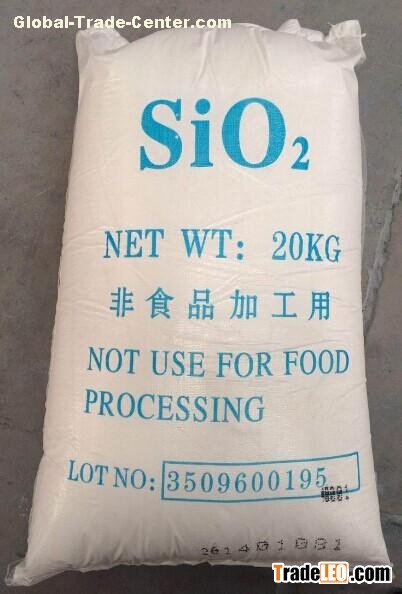 Global-Trade-Center.com
SiO₂
NET WT: 20KG
非食品加工用
NOT USE FOR FOOD
PROCESSING
LOT NO: 3509600195
TradeLEO.com